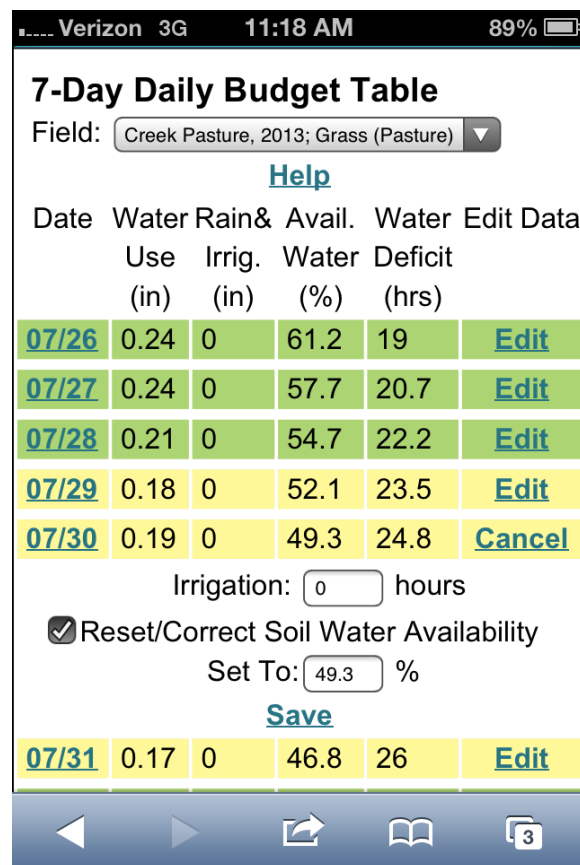 Verizon 3G 11:18 AM 89%
7-Day Daily Budget Table
Field: Creek Pasture, 2013; Grass (Pasture)
Help
Date Water Rain& Avail. Water Edit Data
Use Irrig. Water Deficit
(in) (in) (%) (hrs)
07/26 0.24 0 61.2 19 Edit
07/27 0.24 0 57.7 20.7 Edit
07/28 0.21 0 54.7 22.2 Edit
07/29 0.18 0 52.1 23.5 Edit
07/30 0.19 0 49.3 24.8 Cancel
Irrigation: 0 hours
Reset/Correct Soil Water Availability
Set To: 49.3 %
Save
07/31 0.17 0 46.8 26 Edit
3